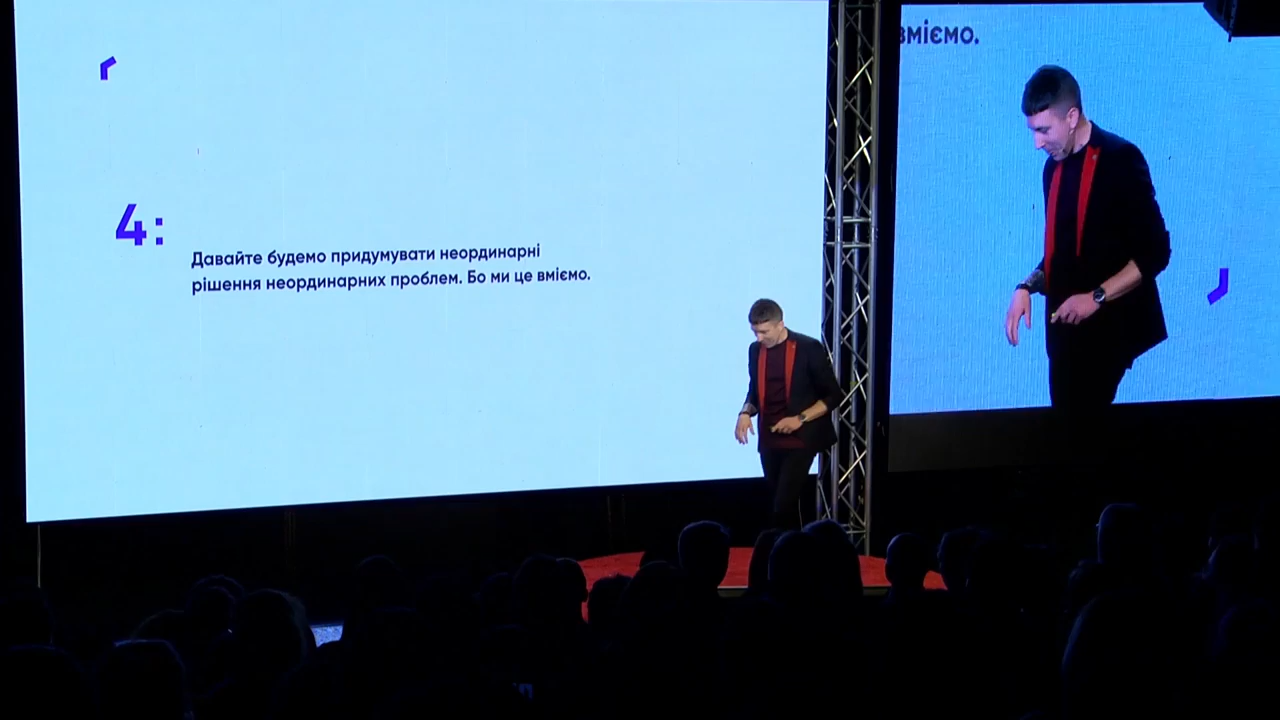 4:
Давайте будемо придумувати неординарні
рішення неординарних проблем. Бо ми це вміємо.
вміємо.